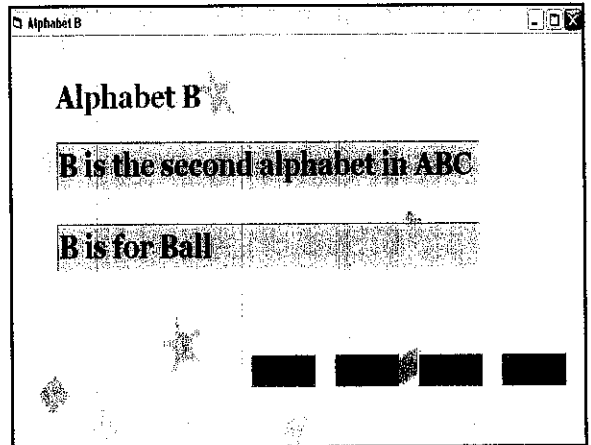 Alphabet B
Alphabet B
B is the second alphabet in ABC
B is for Ball